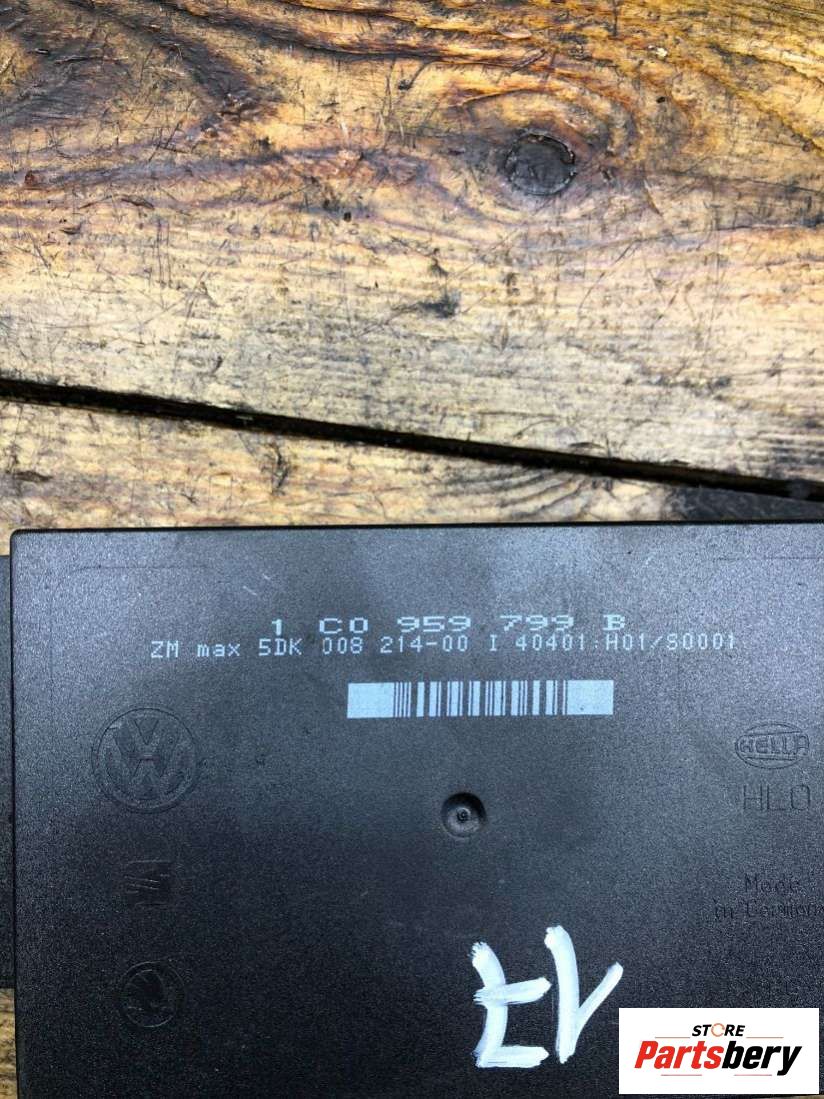 1 C0 959 799 B
ZM max 5DK 008 214-00 I 40401 H01/S0001
HELLA
HLO
Made
in German
17
STORE
Partsbery